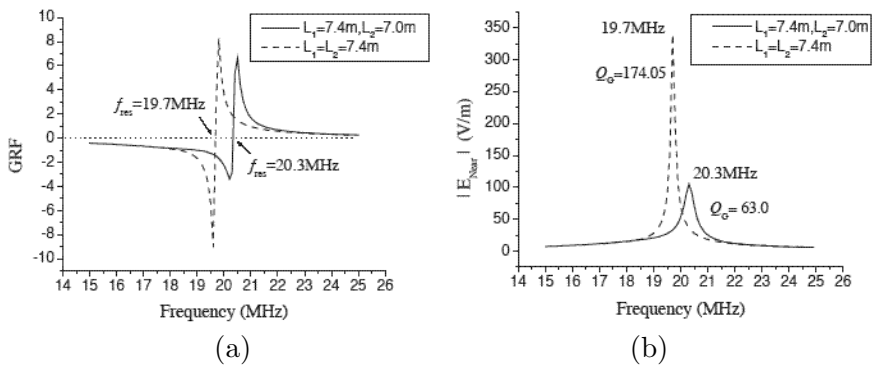 10
8
6
4
2
0
-2
-4
-6
-8
-10
GRF
L₁=7.4m,L₂=7.0m
L₁=L₂=7.4m
fres=19.7MHz
fres=20.3MHz
14 15 16 17 18 19 20 21 22 23 24 25 26
Frequency (MHz)
(a)
350
300
250
200
150
100
50
0
| E_Near | (V/m)
L₁=7.4m,L₂=7.0m
L₁=L₂=7.4m
19.7MHz
Q_G=174.05
20.3MHz
Q_G= 63.0
14 15 16 17 18 19 20 21 22 23 24 25 26
Frequency (MHz)
(b)